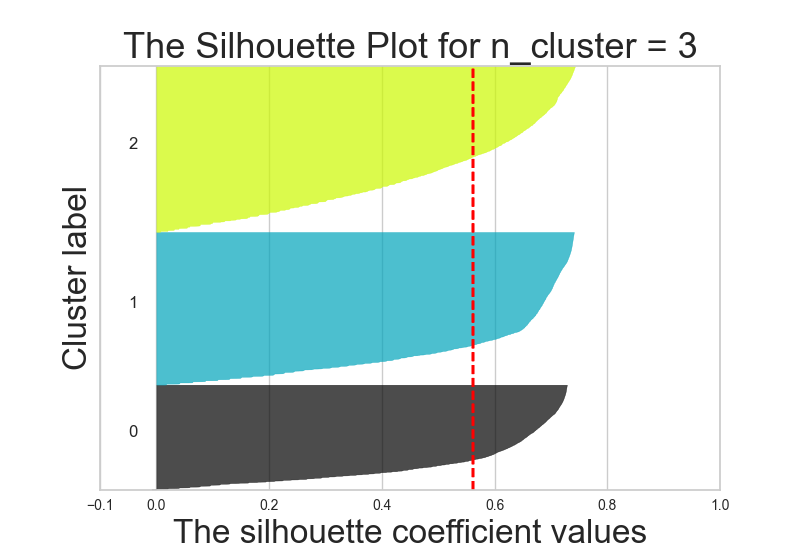 The Silhouette Plot for n_cluster = 3
2
1
0
Cluster label
−0.1 0.0 0.2 0.4 0.6 0.8 1.0
The silhouette coefficient values